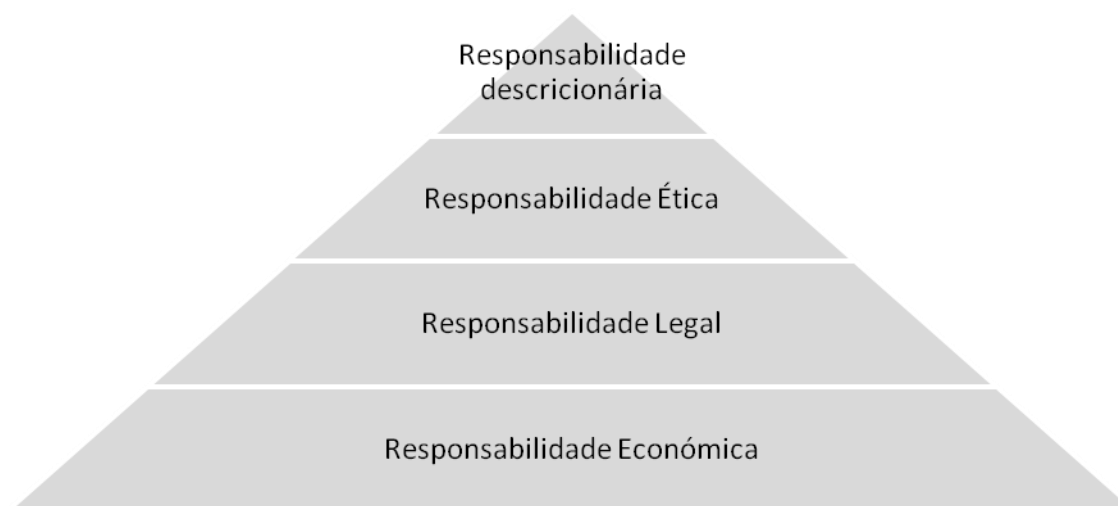 Responsabilidade
descricionária
Responsabilidade Ética
Responsabilidade Legal
Responsabilidade Económica